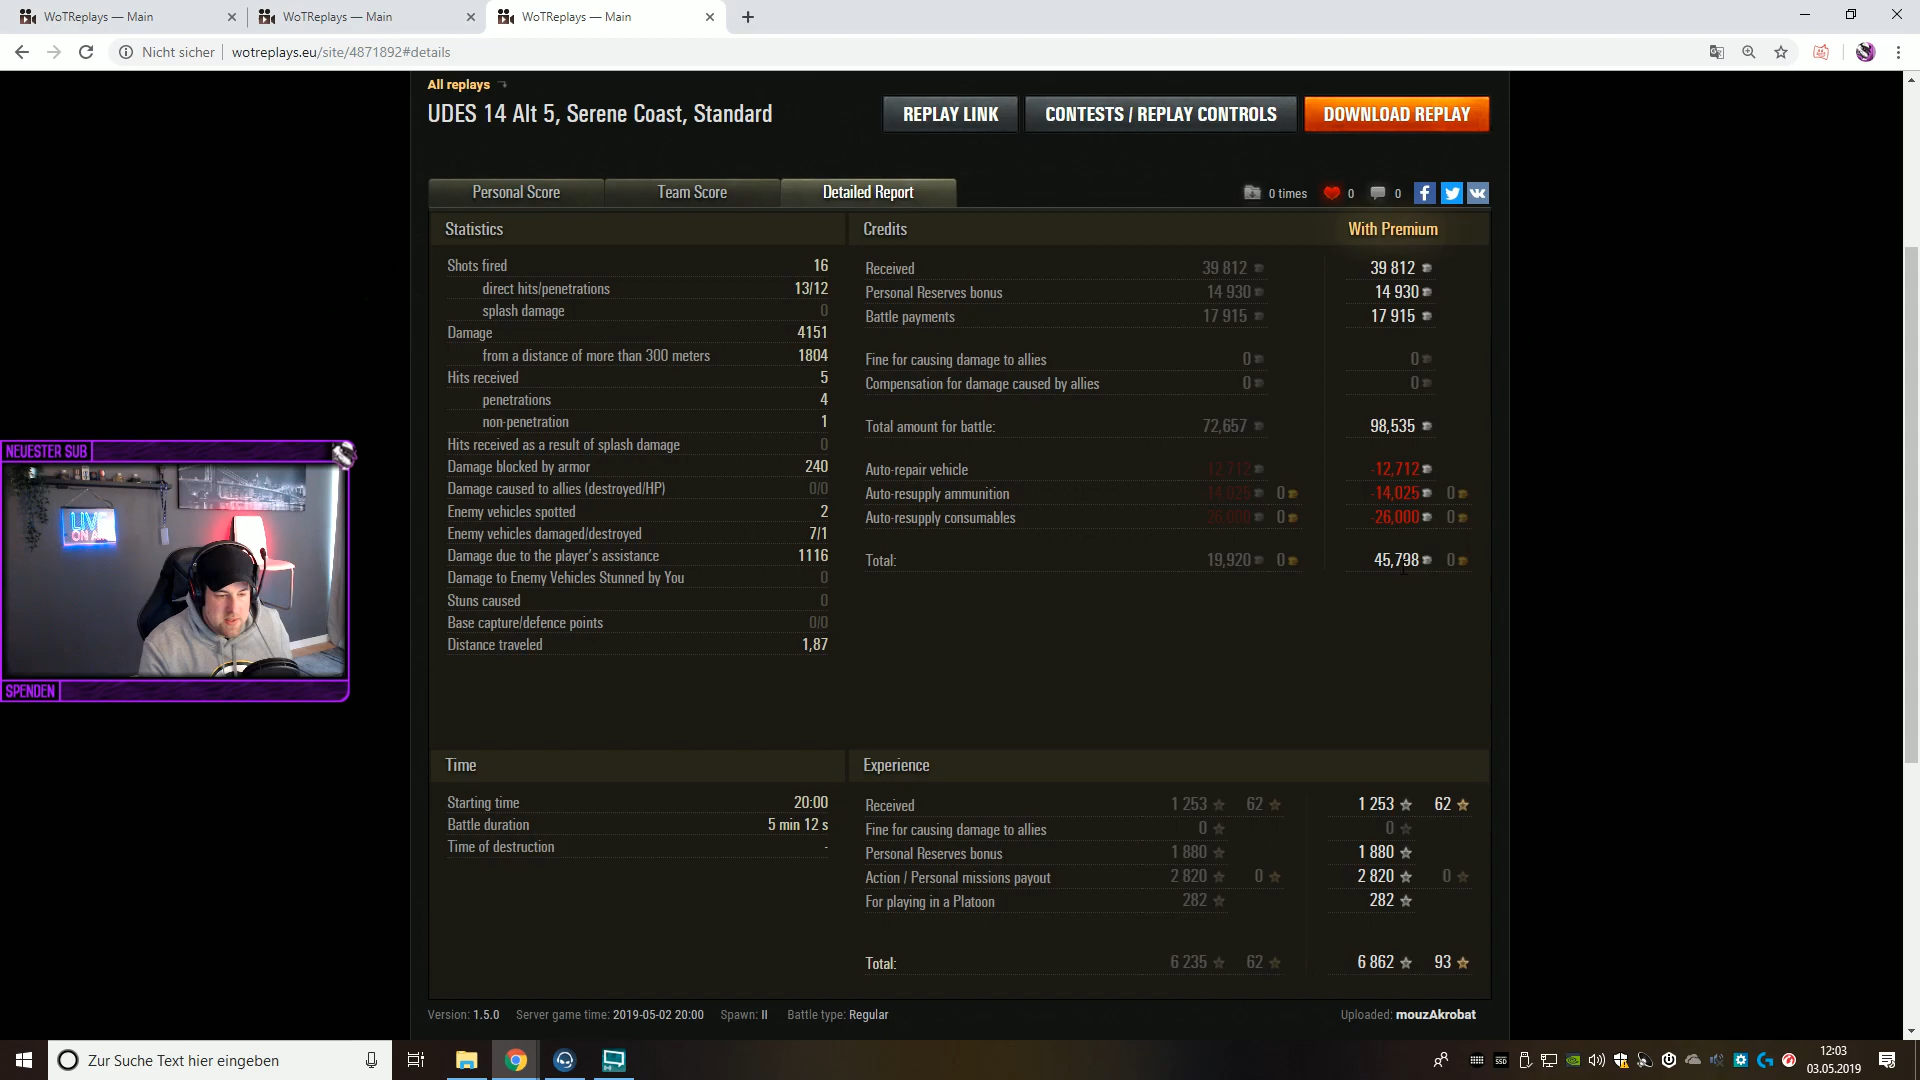 WoTReplays — Main
WoTReplays — Main
WoTReplays — Main
Nicht sicher
wotreplays.eu/site/4871892#details
All replays
UDES 14 Alt 5, Serene Coast, Standard
REPLAY LINK
CONTESTS / REPLAY CONTROLS
DOWNLOAD REPLAY
Personal Score
Team Score
Detailed Report
0 times
0
0
Statistics
Shots fired 16
direct hits/penetrations 13/12
splash damage 0
Damage 4151
from a distance of more than 300 meters 1804
Hits received 5
penetrations 4
non-penetration 1
Hits received as a result of splash damage 0
Damage blocked by armor 240
Damage caused to allies (destroyed/HP) 0/0
Enemy vehicles spotted 2
Enemy vehicles damaged/destroyed 7/1
Damage due to the player's assistance 1116
Damage to Enemy Vehicles Stunned by You 0
Stuns caused 0
Base capture/defence points 0/0
Distance traveled 1,87
Credits With Premium
Received 39 812 39 812
Personal Reserves bonus 14 930 14 930
Battle payments 17 915 17 915
Fine for causing damage to allies 0 0
Compensation for damage caused by allies 0 0
Total amount for battle: 72,657 98,535
Auto-repair vehicle 12,712 -12,712
Auto-resupply ammunition 14,025 0 -14,025 0
Auto-resupply consumables 26,000 0 -26,000 0
Total: 19,920 0 45,798 0
NEUESTER SUB
LIVE
ON AIR
SPENDEN
Time
Starting time 20:00
Battle duration 5 min 12 s
Time of destruction -
Experience
Received 1 253 62 1 253 62
Fine for causing damage to allies 0 0
Personal Reserves bonus 1 880 1 880
Action / Personal missions payout 2 820 0 2 820 0
For playing in a Platoon 282 282
Total: 6 235 62 6 862 93
Version: 1.5.0 Server game time: 2019-05-02 20:00 Spawn: II Battle type: Regular
Uploaded: mouzAkrobat
Zur Suche Text hier eingeben
SSD
12:03
03.05.2019